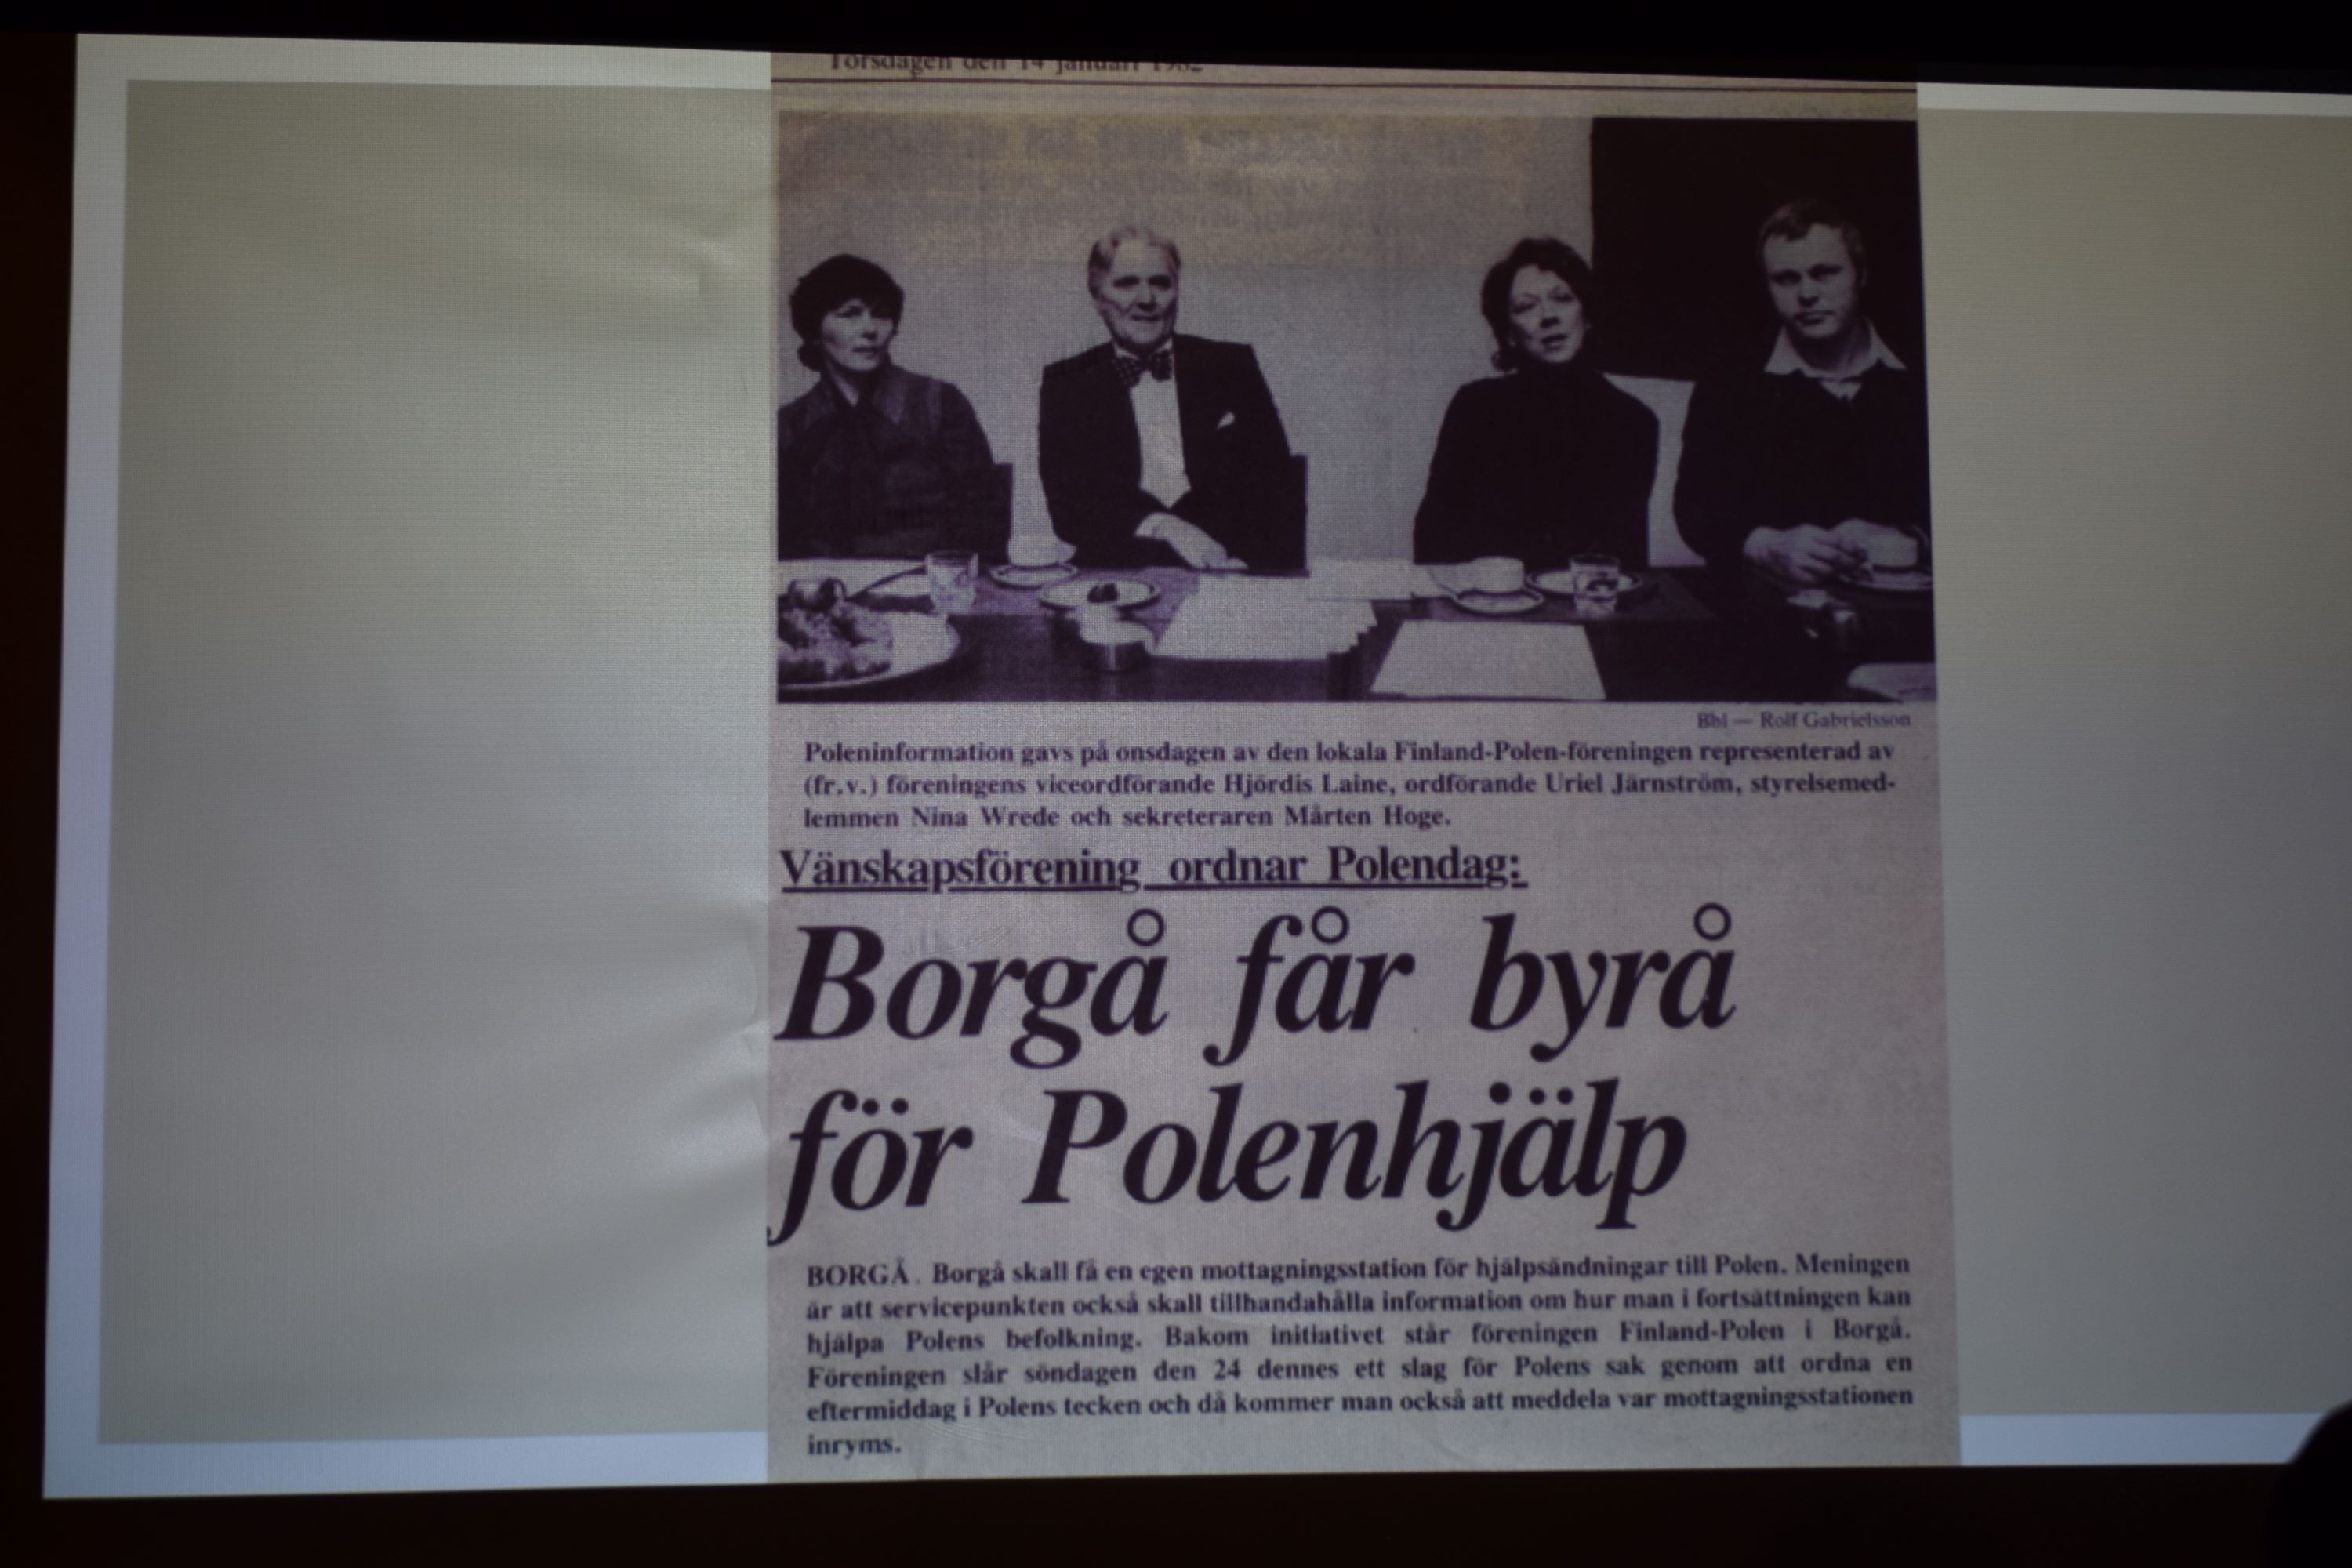 Torsdagen den 14 januari 1982
Bbl — Rolf Gabrielsson
Poleninformation gavs på onsdagen av den lokala Finland-Polen-föreningen representerad av
(fr.v.) föreningens viceordförande Hjördis Laine, ordförande Uriel Järnström, styrelsemed-
lemmen Nina Wrede och sekreteraren Mårten Hoge.
Vänskapsförening ordnar Polendag:
Borgå får byrå
för Polenhjälp
BORGÅ. Borgå skall få en egen mottagningsstation för hjälpsändningar till Polen. Meningen
är att servicepunkten också skall tillhandahålla information om hur man i fortsättningen kan
hjälpa Polens befolkning. Bakom initiativet står föreningen Finland-Polen i Borgå.
Föreningen slår söndagen den 24 dennes ett slag för Polens sak genom att ordna en
eftermiddag i Polens tecken och då kommer man också att meddela var mottagningsstationen
inryms.